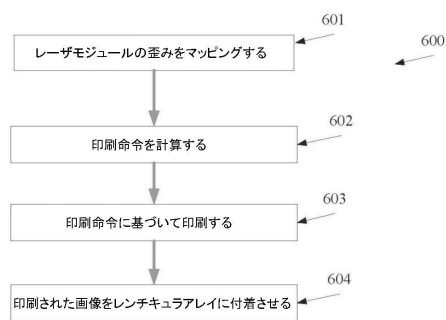 601
レーザモジュールの歪みをマッピングする
600
602
印刷命令を計算する
603
印刷命令に基づいて印刷する
604
印刷された画像をレンチキュラアレイに付着させる